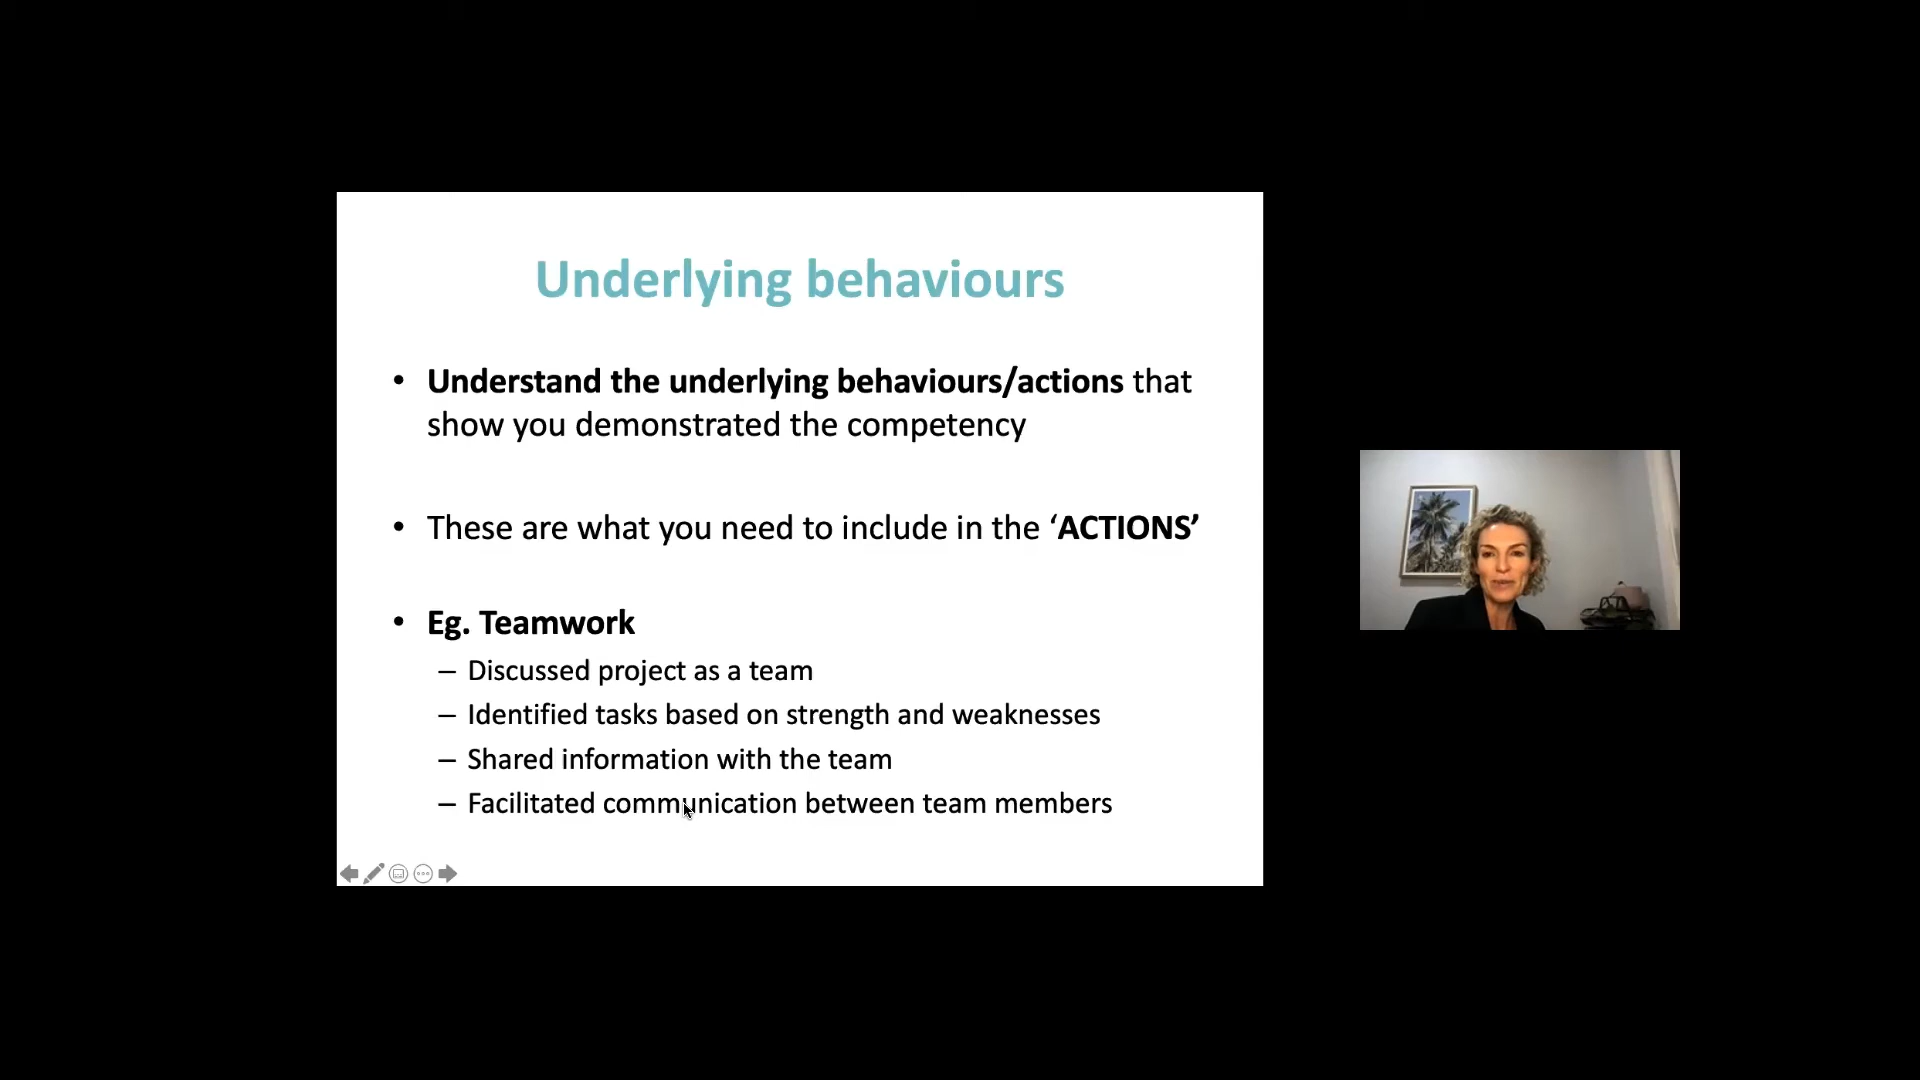 Underlying behaviours
• Understand the underlying behaviours/actions that
show you demonstrated the competency
• These are what you need to include in the ‘ACTIONS’
• Eg. Teamwork
– Discussed project as a team
– Identified tasks based on strength and weaknesses
– Shared information with the team
– Facilitated communication between team members